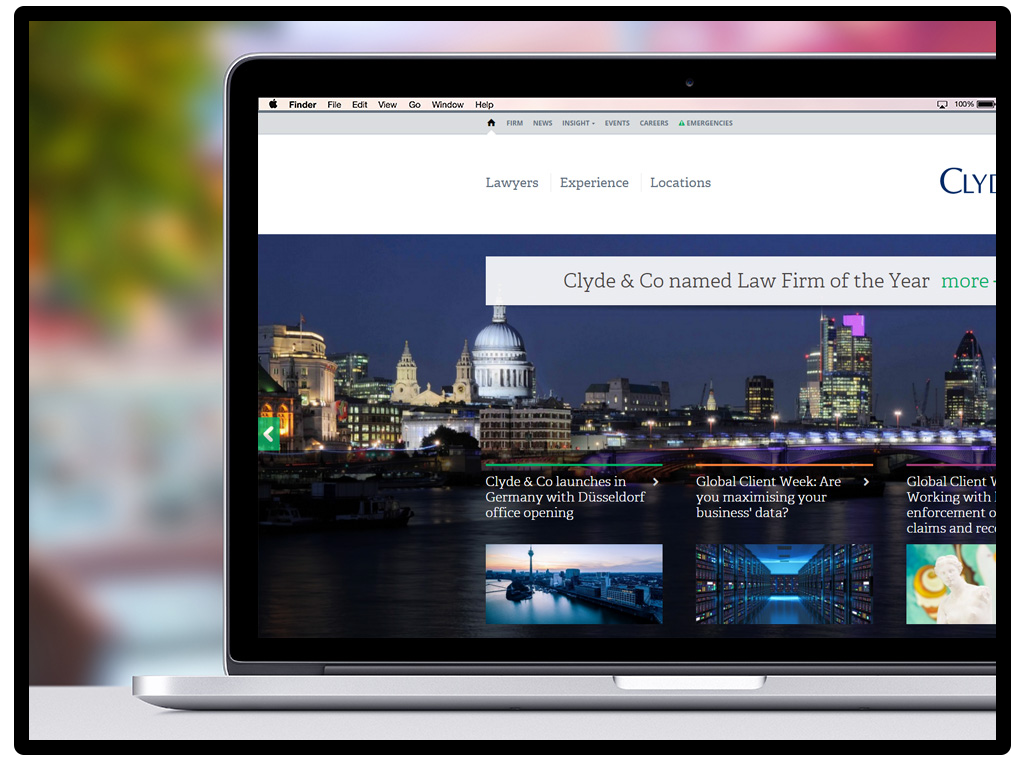 Finder File Edit View Go Window Help 100%
FIRM NEWS INSIGHT EVENTS CAREERS EMERGENCIES
Lawyers Experience Locations
CLYD
Clyde & Co named Law Firm of the Year more
Clyde & Co launches in
Germany with Düsseldorf
office opening
Global Client Week: Are
you maximising your
business' data?
Global Client W
Working with
enforcement o
claims and reco